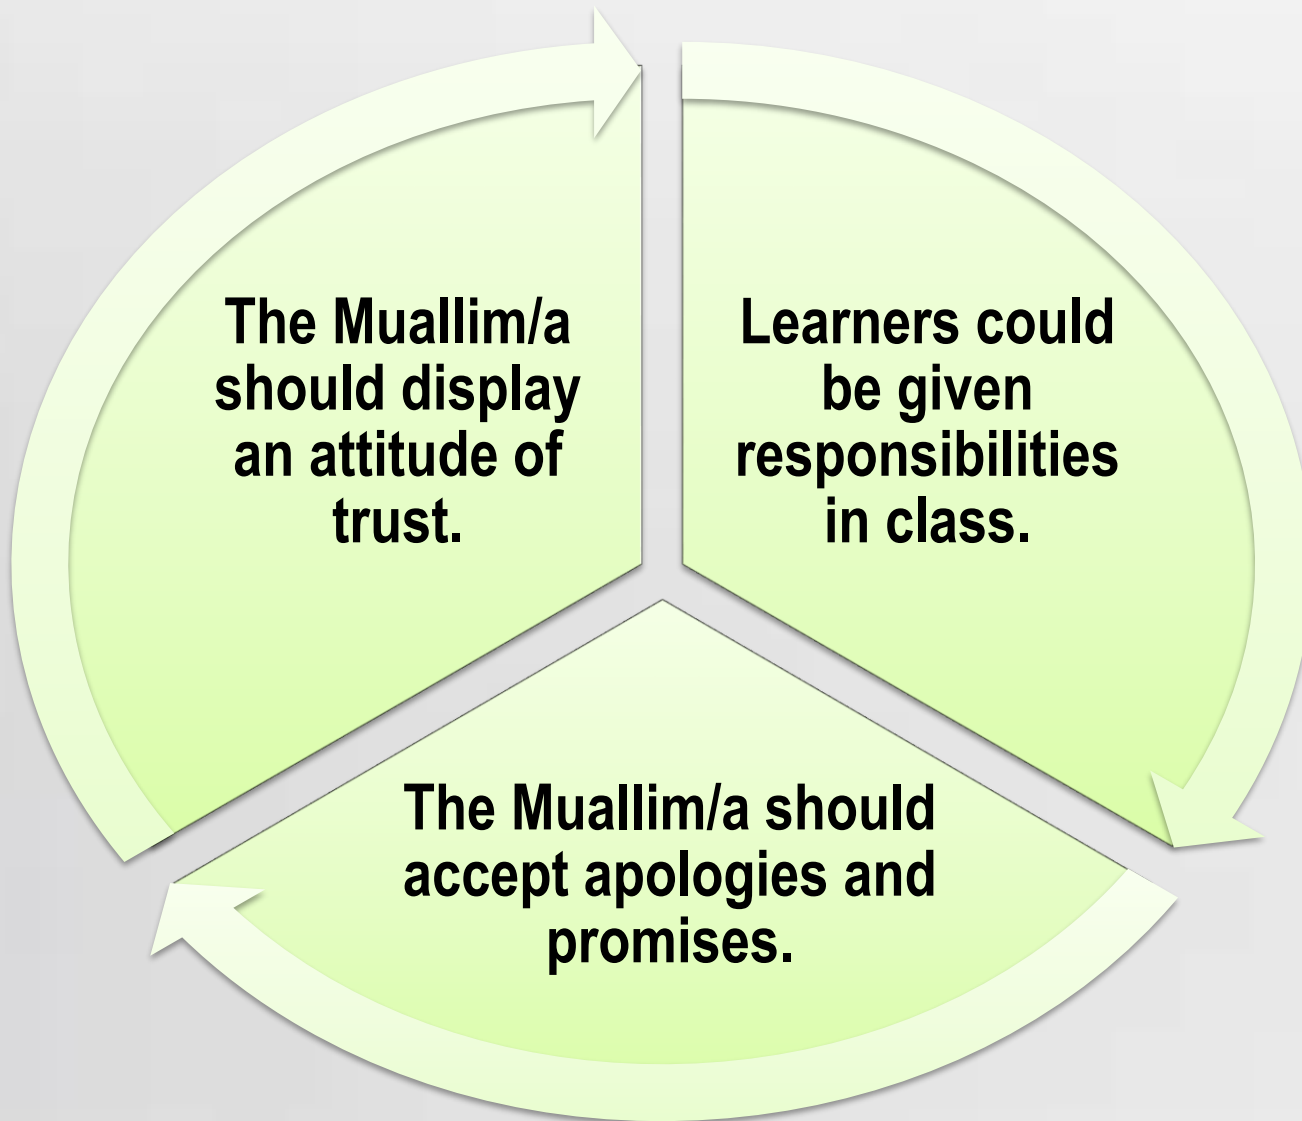 The Muallim/a
should display
an attitude of
trust.
Learners could
be given
responsibilities
in class.
The Muallim/a should
accept apologies and
promises.